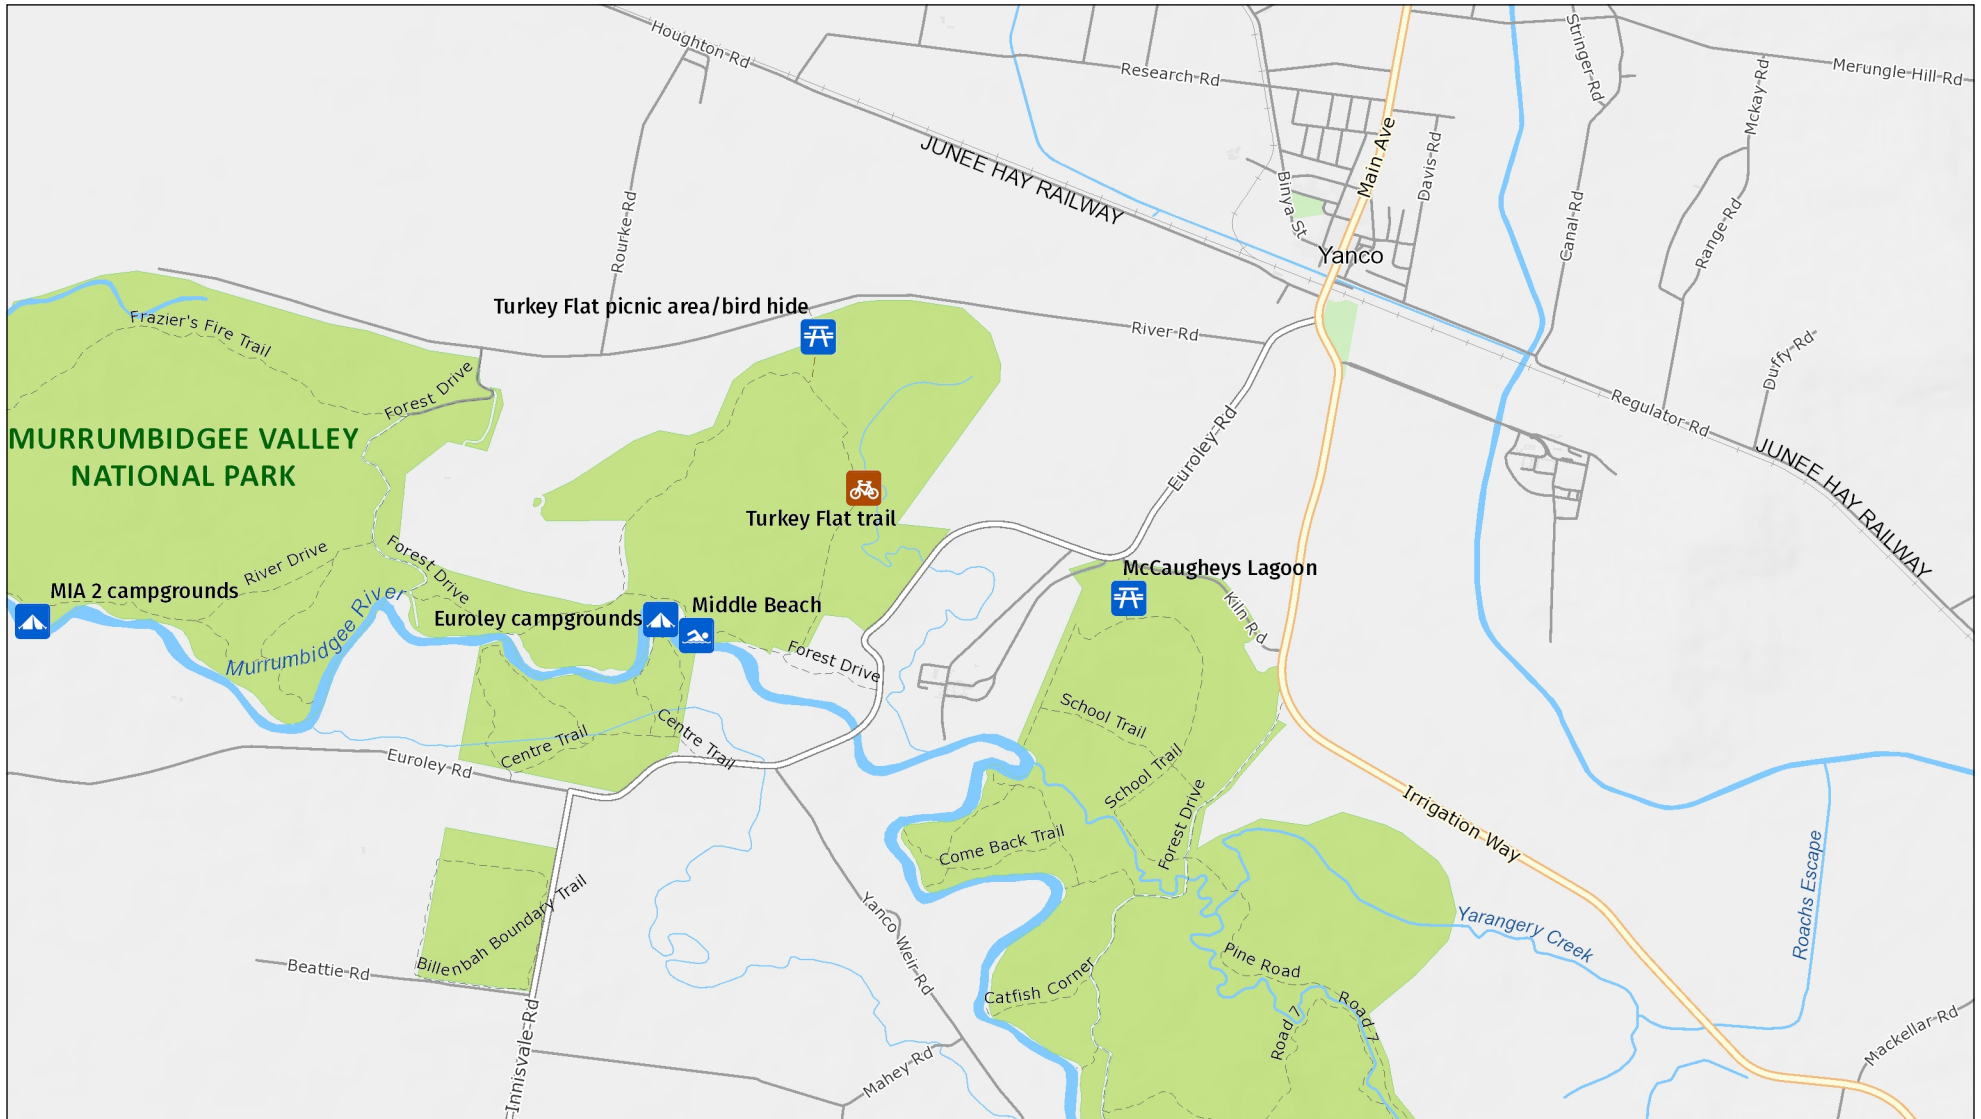 Houghton Rd
Research Rd
Stringer Rd
Merungle Hill Rd
Mckay Rd
JUNEE HAY RAILWAY
Main Ave
Davis Rd
Binya St
Canal Rd
Range Rd
Rourke Rd
Yanco
Turkey Flat picnic area/bird hide
Frazier's Fire Trail
River Rd
Duffy Rd
Forest Drive
Regulator Rd
MURRUMBIDGEE VALLEY
NATIONAL PARK
Euroley Rd
JUNEE HAY RAILWAY
Turkey Flat trail
River Drive
Forest Drive
McCaugheys Lagoon
MIA 2 campgrounds
Murrumbidgee River
Euroley campgrounds
Middle Beach
Kiln Rd
Forest Drive
School Trail
Centre Trail
Centre Trail
Euroley Rd
School Trail
Forest Drive
Irrigation Way
Come Back Trail
Roachs Escape
Billenbah Boundary Trail
Yanco Weir Rd
Yarangery Creek
Beattie Rd
Pine Road
Catfish Corner
Road 7
Road 7
Innisvale Rd
Mahey Rd
Mackellar Rd